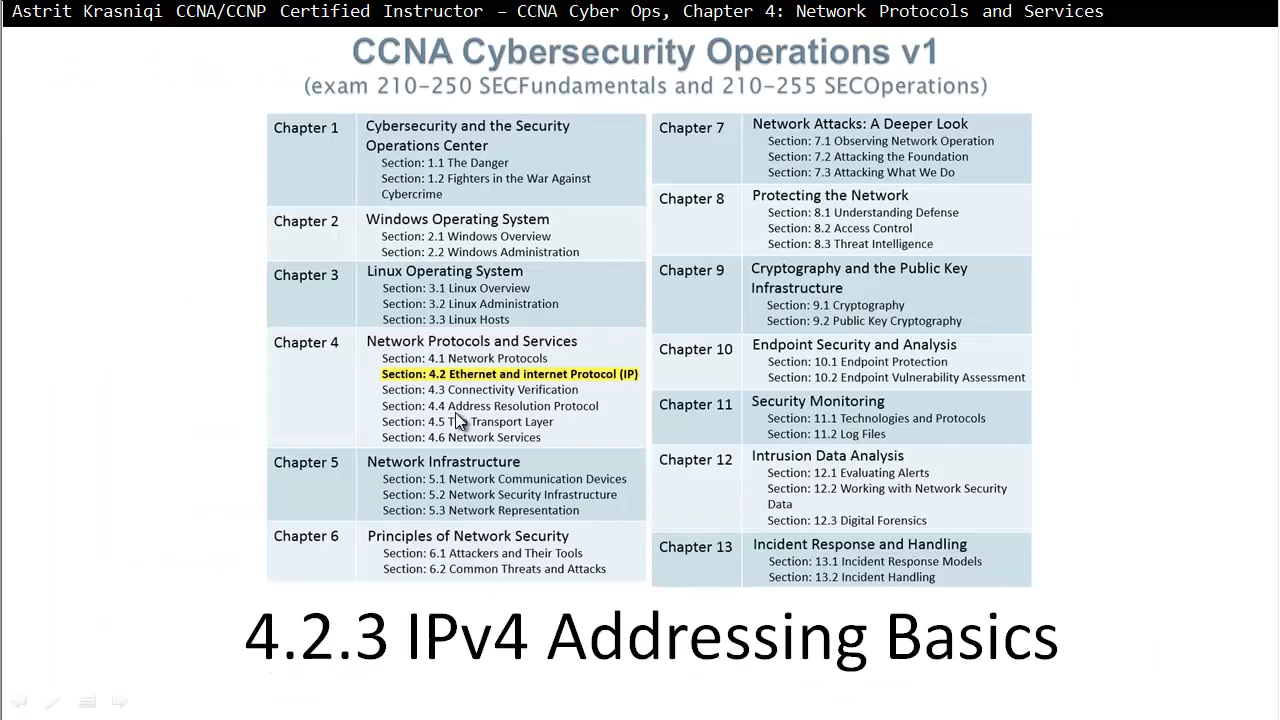 Astrit Krasniqi CCNA/CCNP Certified Instructor – CCNA Cyber Ops, Chapter 4: Network Protocols and Services
CCNA Cybersecurity Operations v1
(exam 210-250 SECFundamentals and 210-255 SECOperations)
Chapter 1
Cybersecurity and the Security
Operations Center
Section: 1.1 The Danger
Section: 1.2 Fighters in the War Against
Cybercrime
Chapter 2
Windows Operating System
Section: 2.1 Windows Overview
Section: 2.2 Windows Administration
Chapter 3
Linux Operating System
Section: 3.1 Linux Overview
Section: 3.2 Linux Administration
Section: 3.3 Linux Hosts
Chapter 4
Network Protocols and Services
Section: 4.1 Network Protocols
Section: 4.2 Ethernet and internet Protocol (IP)
Section: 4.3 Connectivity Verification
Section: 4.4 Address Resolution Protocol
Section: 4.5 The Transport Layer
Section: 4.6 Network Services
Chapter 5
Network Infrastructure
Section: 5.1 Network Communication Devices
Section: 5.2 Network Security Infrastructure
Section: 5.3 Network Representation
Chapter 6
Principles of Network Security
Section: 6.1 Attackers and Their Tools
Section: 6.2 Common Threats and Attacks
Chapter 7
Network Attacks: A Deeper Look
Section: 7.1 Observing Network Operation
Section: 7.2 Attacking the Foundation
Section: 7.3 Attacking What We Do
Chapter 8
Protecting the Network
Section: 8.1 Understanding Defense
Section: 8.2 Access Control
Section: 8.3 Threat Intelligence
Chapter 9
Cryptography and the Public Key
Infrastructure
Section: 9.1 Cryptography
Section: 9.2 Public Key Cryptography
Chapter 10
Endpoint Security and Analysis
Section: 10.1 Endpoint Protection
Section: 10.2 Endpoint Vulnerability Assessment
Chapter 11
Security Monitoring
Section: 11.1 Technologies and Protocols
Section: 11.2 Log Files
Chapter 12
Intrusion Data Analysis
Section: 12.1 Evaluating Alerts
Section: 12.2 Working with Network Security
Data
Section: 12.3 Digital Forensics
Chapter 13
Incident Response and Handling
Section: 13.1 Incident Response Models
Section: 13.2 Incident Handling
4.2.3 IPv4 Addressing Basics